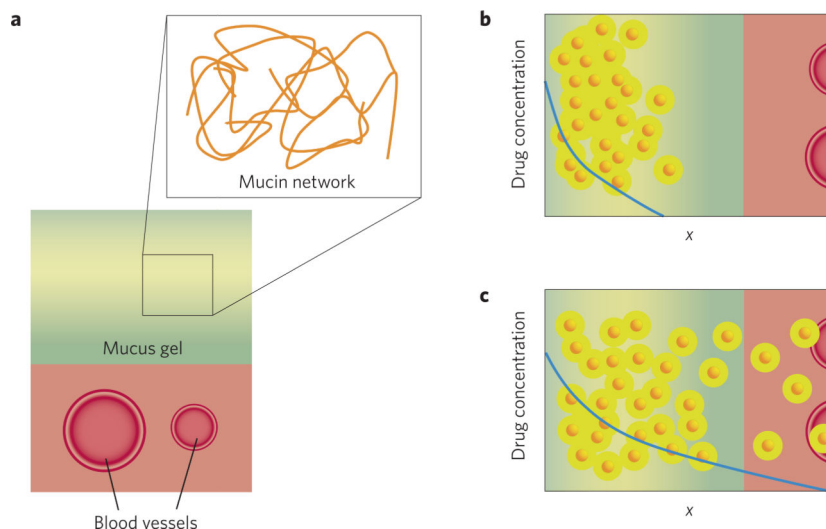 a
Mucin network
Mucus gel
Blood vessels
b
Drug concentration
x
c
Drug concentration
x